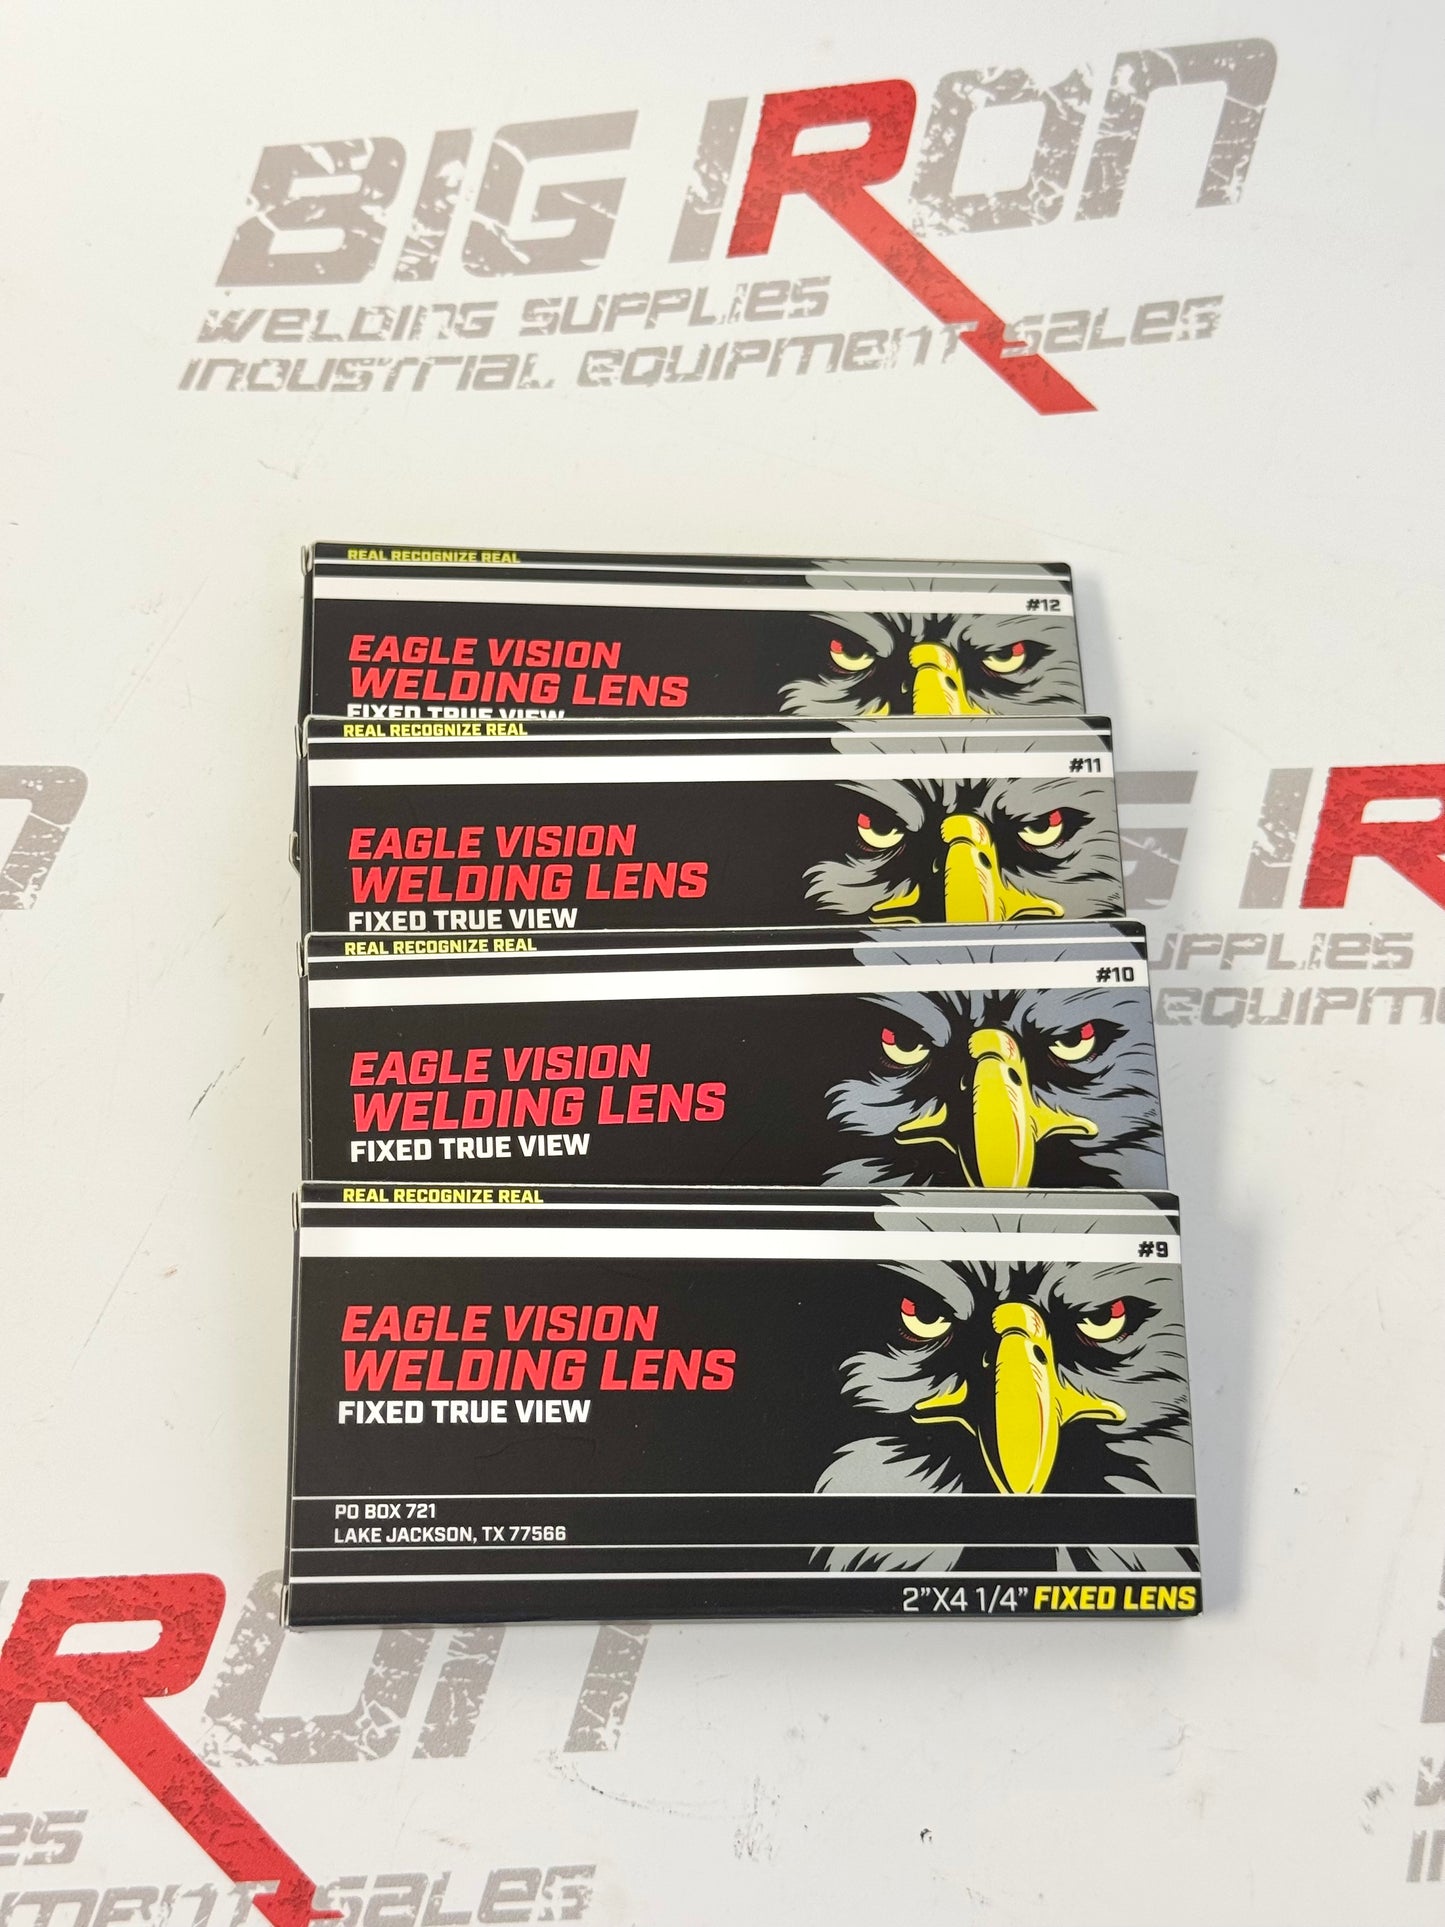 BIG IRON
WELDING SUPPLIES
INDUSTRIAL EQUIPMENT SALES
REAL RECOGNIZE REAL
#12
EAGLE VISION
WELDING LENS
FIXED TRUE VIEW
REAL RECOGNIZE REAL
#11
EAGLE VISION
WELDING LENS
FIXED TRUE VIEW
REAL RECOGNIZE REAL
#10
EAGLE VISION
WELDING LENS
FIXED TRUE VIEW
REAL RECOGNIZE REAL
#9
EAGLE VISION
WELDING LENS
FIXED TRUE VIEW
PO BOX 721
LAKE JACKSON, TX 77566
2”X4 1/4” FIXED LENS
SALES